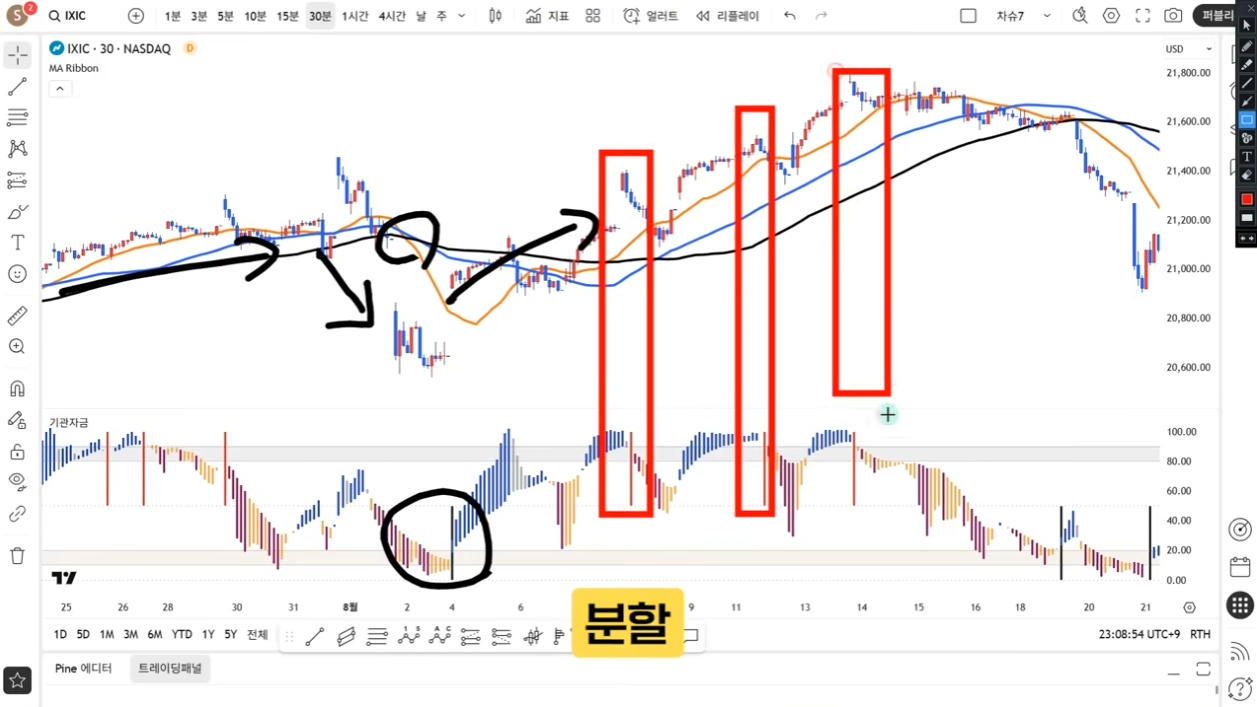 S 2 IXIC 1분 3분 5분 10분 15분 30분 1시간 4시간 날 주 지표 얼러트 리플레이 차슈7 퍼블리
IXIC · 30 · NASDAQ D
USD
MA Ribbon
21,800.00
21,600.00
21,400.00
21,200.00
21,000.00
20,800.00
20,600.00
기관자금
100.00
80.00
60.00
40.00
20.00
0.00
25 26 28 30 31 8월 2 4 6 9 11 13 14 16 18 20 21
분할
1D 5D 1M 3M 6M YTD 1Y 5Y 전체
23:08:54 UTC+9 RTH
Pine 에디터 트레이딩패널